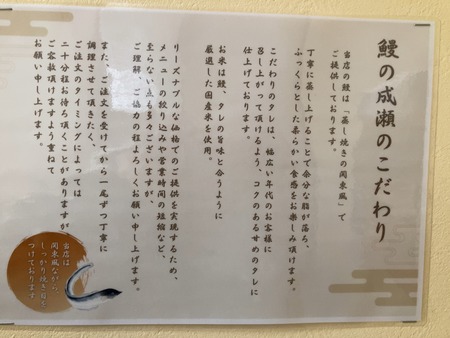 鰻の成瀬のこだわり
当店の鰻は「蒸し焼きの関東風」で
ご提供しております。
丁寧に蒸し上げることで余分な脂が落ち、
ふっくらとした柔らかい食感をお楽しみ頂けます。
こだわりのタレは、幅広い年代のお客様に
召し上がって頂けるよう、コクのあるせめのタレに
仕上げております。
お米は鰻、タレの旨味と合うように
厳選した国産米を使用。
リーズナブルな価格でのご提供を実現するため、
メニューの絞り込みや営業時間の短縮など、
至らない点も多々ございますが、
ご理解、ご協力の程よろしくお願い申し上げます。
また、ご注文を受けてから一尾ずつ丁寧に
調理させて頂きたく、
ご注文のタイミングによっては
二十分程お待ち頂くことがありますが
ご容赦頂けますよう重ねて
お願い申し上げます。
当店は
関東風ながら
しっかり焼き目を
つけております